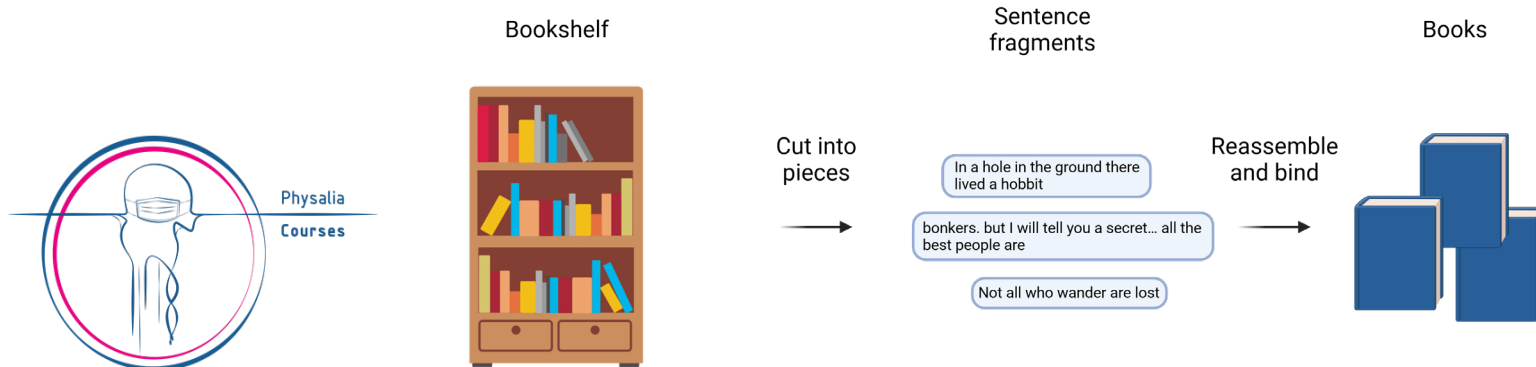 Bookshelf
Sentence
fragments
Books
Cut into
pieces
In a hole in the ground there
lived a hobbit
bonkers. but I will tell you a secret... all the
best people are
Not all who wander are lost
Reassemble
and bind
Physalia
Courses